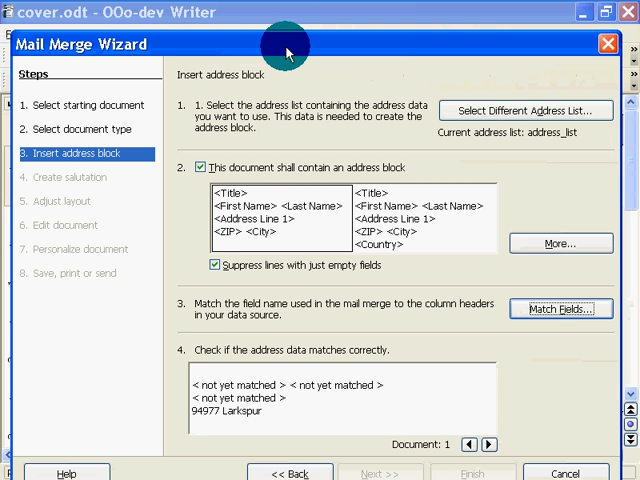 cover.odt - OOo-dev Writer
Mail Merge Wizard
Steps
1. Select starting document
2. Select document type
3. Insert address block
4. Create salutation
5. Adjust layout
6. Edit document
7. Personalize document
8. Save, print or send
Insert address block
1. 1. Select the address list containing the address data
you want to use. This data is needed to create the
address block.
Select Different Address List...
Current address list: address_list
2. This document shall contain an address block
<Title>
<First Name> <Last Name>
<Address Line 1>
<ZIP> <City>
<Title>
<First Name> <Last Name>
<Address Line 1>
<ZIP> <City>
<Country>
More...
Suppress lines with just empty fields
3. Match the field name used in the mail merge to the column headers
in your data source.
Match Fields...
4. Check if the address data matches correctly.
< not yet matched > < not yet matched >
< not yet matched >
94977 Larkspur
Document: 1
Help
<< Back
Next >>
Finish
Cancel